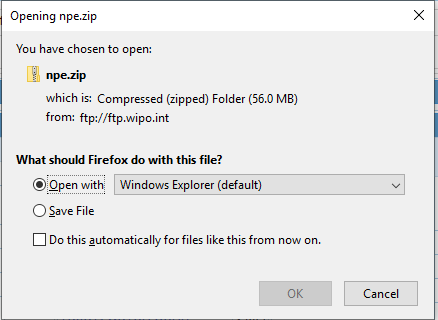 Opening npe.zip
You have chosen to open:
npe.zip
which is: Compressed (zipped) Folder (56.0 MB)
from: ftp://ftp.wipo.int
What should Firefox do with this file?
Open with Windows Explorer (default)
Save File
Do this automatically for files like this from now on.
OK Cancel